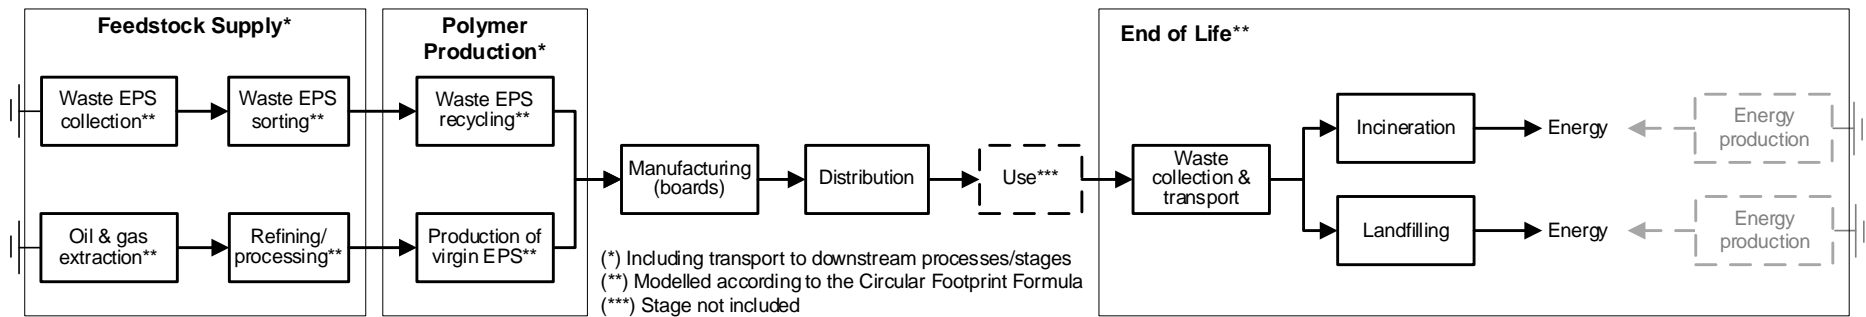 Feedstock Supply*
Polymer
Production*
End of Life**
Waste EPS
collection**
Waste EPS
sorting**
Waste EPS
recycling**
Oil & gas
extraction**
Refining/
processing**
Production of
virgin EPS**
Manufacturing
(boards)
Distribution
Use***
Waste
collection &
transport
Incineration
Energy
Energy
production
Landfilling
Energy
Energy
production
(*) Including transport to downstream processes/stages
(**) Modelled according to the Circular Footprint Formula
(***) Stage not included